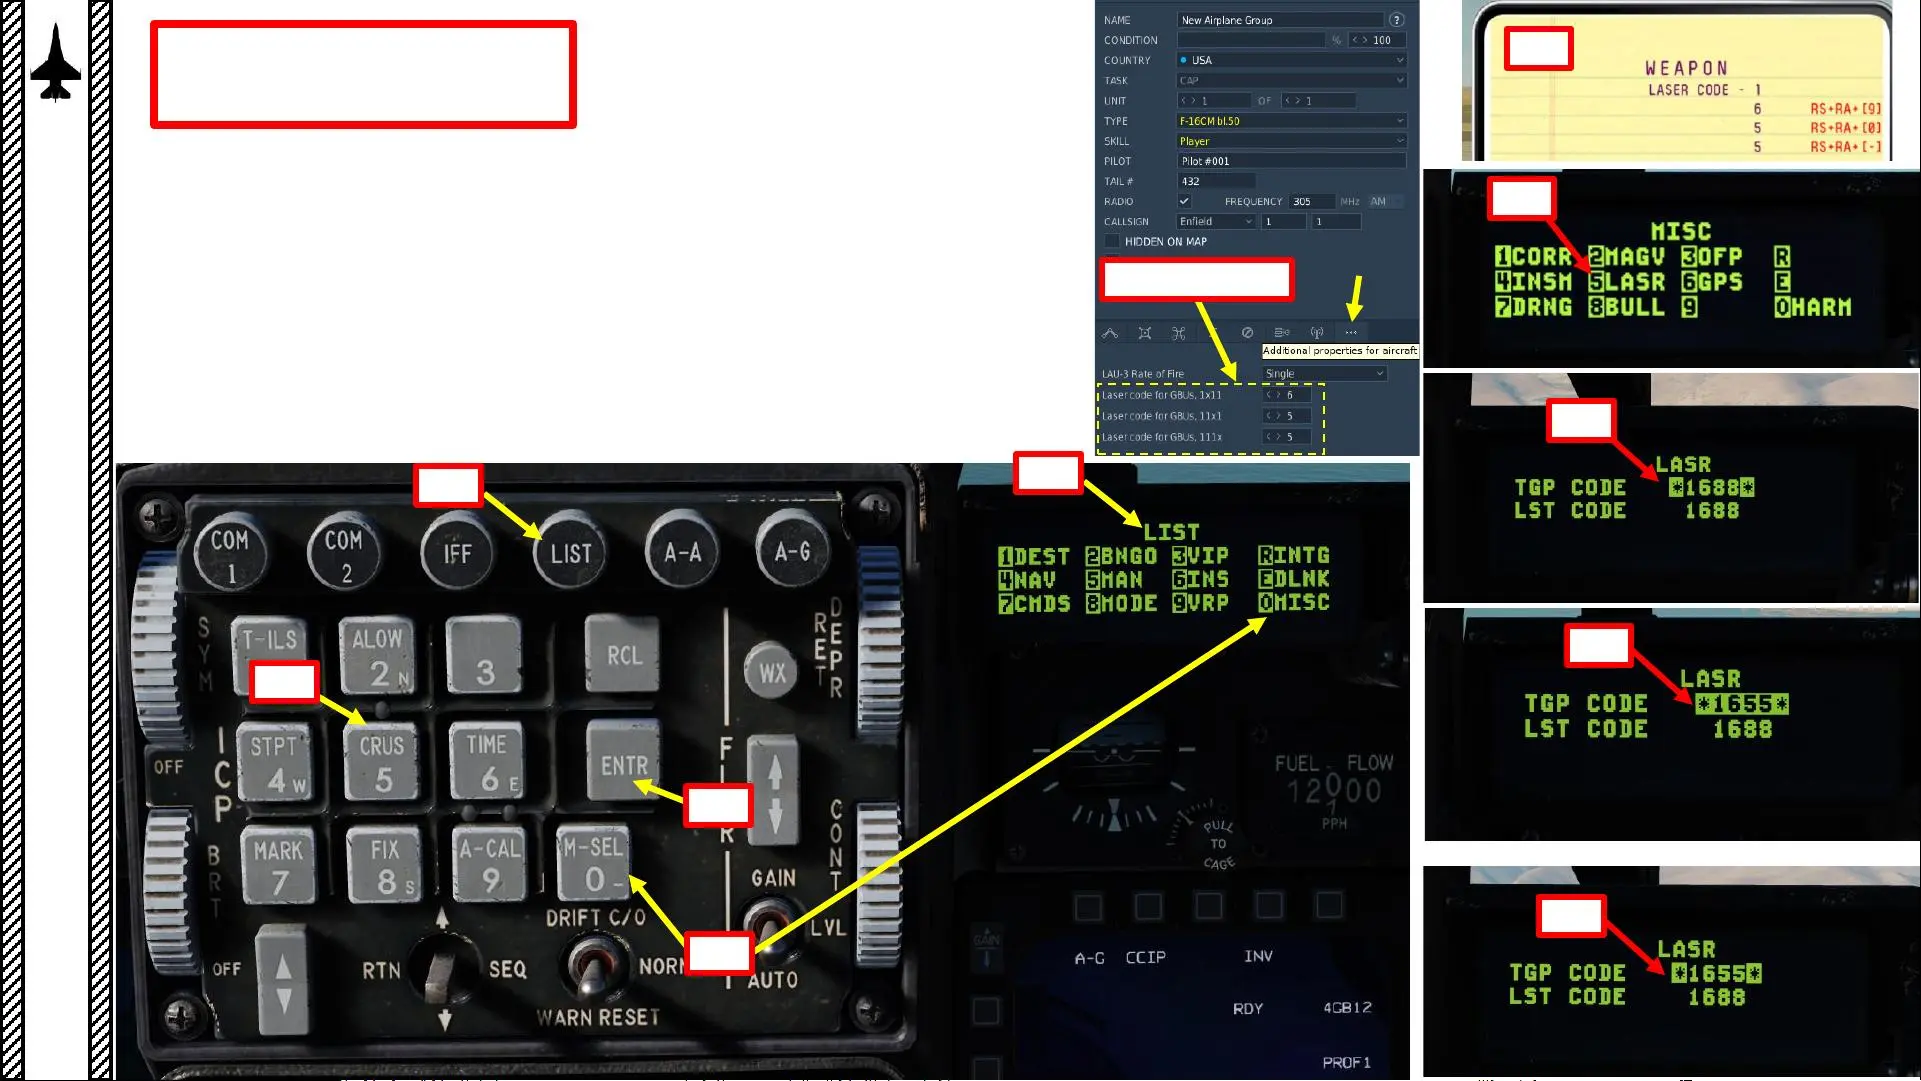 NAME New Airplane Group ?
CONDITION % < > 100
COUNTRY USA
TASK CAP
UNIT < > 1 OF < > 1
TYPE F-16CM bl.50
SKILL Player
PILOT Pilot #001
TAIL # 432
RADIO FREQUENCY 305 MHz AM
CALLSIGN Enfield 1 1
HIDDEN ON MAP
Additional properties for aircraft
LAU-3 Rate of Fire Single
Laser code for GBUs, 1x11 < > 6
Laser code for GBUs, 11x1 < > 5
Laser code for GBUs, 111x < > 5
WEAPON
LASER CODE - 1
6 RS+RA+[9]
5 RS+RA+[0]
5 RS+RA+[-]
MISC
1CORR 2MAGV 3OFP R
4INSM 5LASR 6GPS E
7DRNG 8BULL 9 0HARM
LASR
TGP CODE *1688*
LST CODE 1688
LASR
TGP CODE *1655*
LST CODE 1688
LASR
TGP CODE *1655*
LST CODE 1688
COM 1
COM 2
IFF
LIST
A-A
A-G
SYM
RET
DEPR
T-ILS
ALOW
2 N
3
RCL
WX
OFF
ICP
STPT
4 W
CRUS
5
TIME
6 E
ENTR
F
L
R
CONT
BRT
MARK
7
FIX
8 S
A-CAL
9
M-SEL
0 -
GAIN
LVL
AUTO
DRIFT C/O
NORM
WARN RESET
OFF
RTN
SEQ
LIST
1DEST 2BNGO 3VIP RINTG
4NAV 5MAN 6INS EDLNK
7CMDS 8MODE 9VRP 0MISC
FUEL FLOW
PPH
PULL
TO
CAGE
GAIN
A-G CCIP INV
RDY 4GB12
PROF1